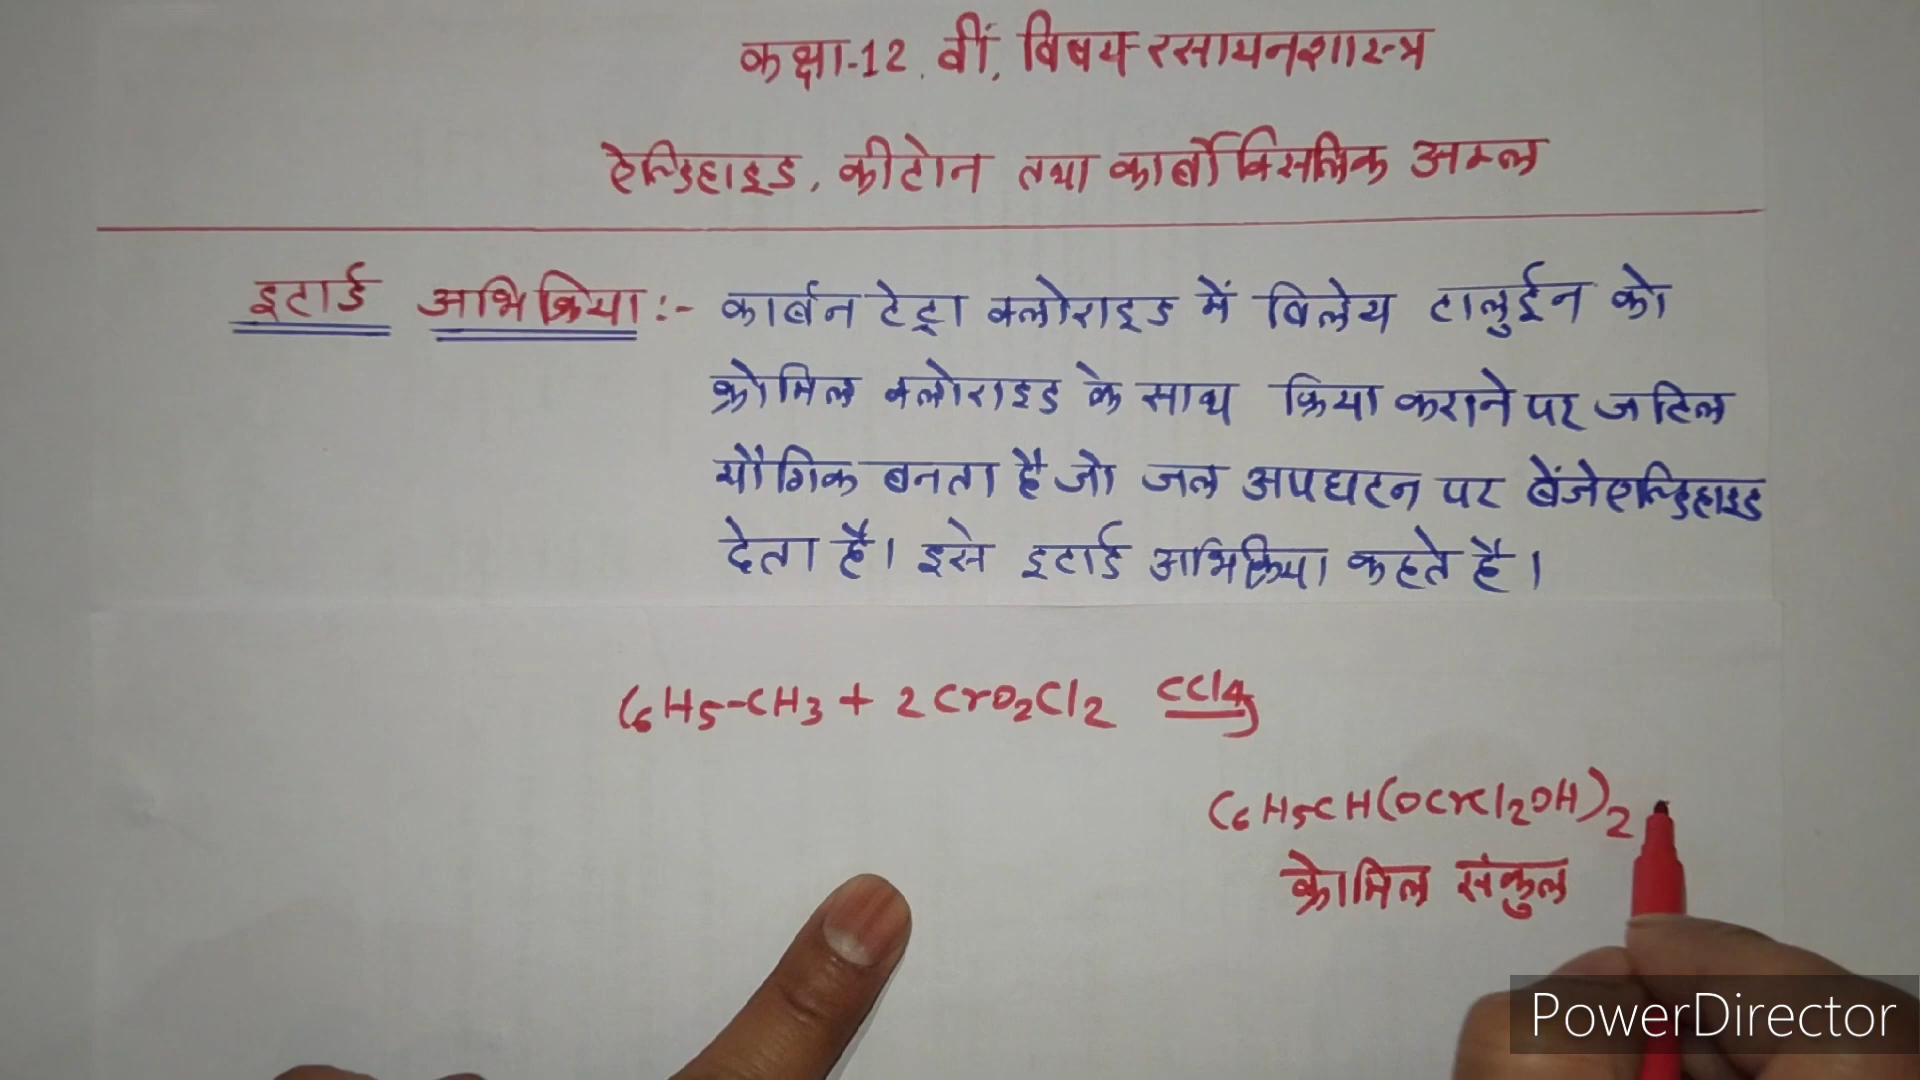 कक्षा-12 वीं, विषय-रसायनशास्त्र
ऐल्डिहाइड, कीटोन तथा कार्बोक्सिलिक अम्ल
इटार्ड अभिक्रिया :- कार्बन टेट्रा क्लोराइड में विलेय टालुईन को
क्रोमिल क्लोराइड के साथ क्रिया कराने पर जटिल
यौगिक बनता है जो जल अपघटन पर बेंजेएल्डिहाइड
देता है। इसे इटार्ड अभिक्रिया कहते है।
C6H5-CH3 + 2CrO2Cl2 CCl4→
C6H5CH(OCrCl2OH)2
क्रोमिल संकुल
PowerDirector